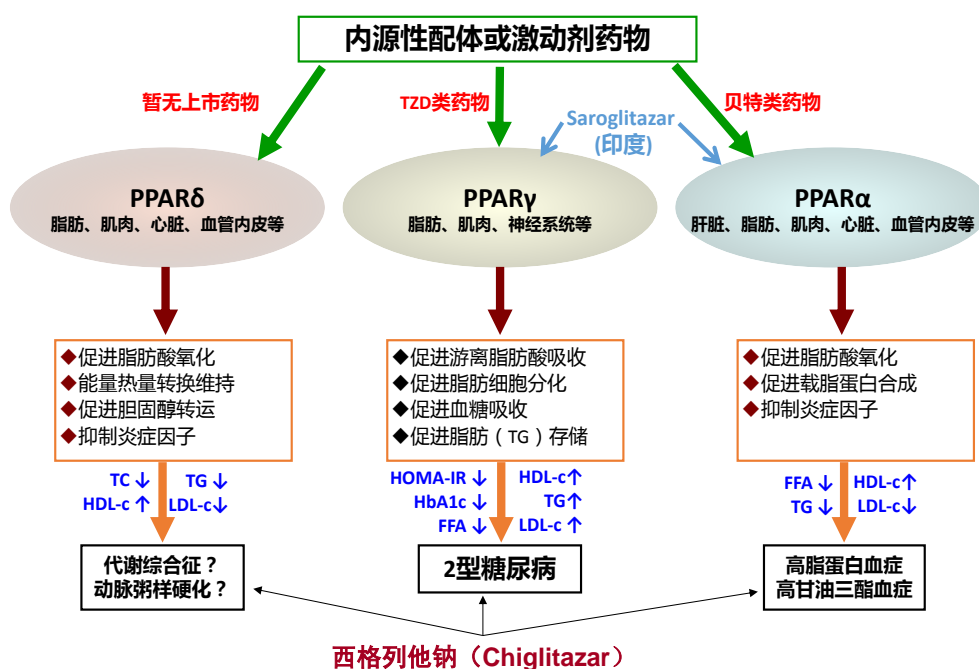 内源性配体或激动剂药物
暂无上市药物
TZD类药物
Saroglitazar
(印度)
贝特类药物
PPARδ
脂肪、肌肉、心脏、血管内皮等
PPARγ
脂肪、肌肉、神经系统等
PPARα
肝脏、脂肪、肌肉、心脏、血管内皮等
◆促进脂肪酸氧化
◆能量热量转换维持
◆促进胆固醇转运
◆抑制炎症因子
◆促进游离脂肪酸吸收
◆促进脂肪细胞分化
◆促进血糖吸收
◆促进脂肪（TG）存储
◆促进脂肪酸氧化
◆促进载脂蛋白合成
◆抑制炎症因子
TC ↓ TG ↓
HDL-c ↑ LDL-c↓
HOMA-IR ↓ HDL-c↑
HbA1c ↓ TG↑
FFA ↓ LDL-c ↑
FFA ↓ HDL-c↑
TG ↓ LDL-c↓
代谢综合征？
动脉粥样硬化？
2型糖尿病
高脂蛋白血症
高甘油三酯血症
西格列他钠（Chiglitazar）